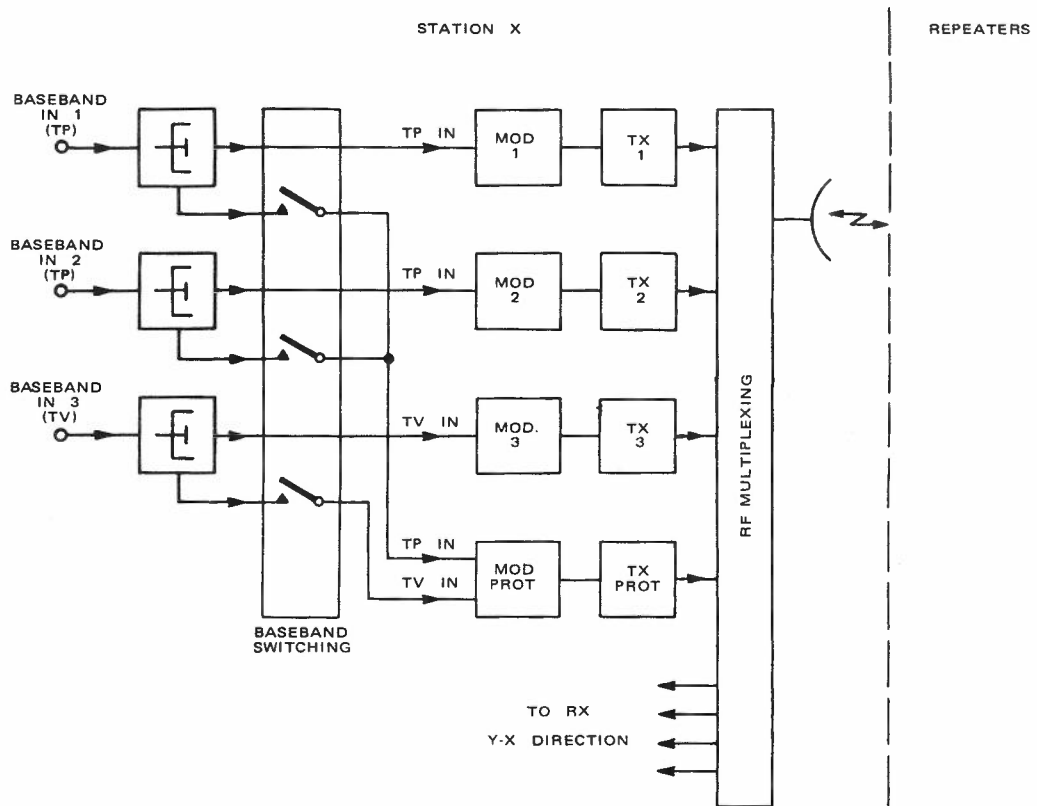 STATION X
REPEATERS
BASEBAND
IN 1
(TP)
TP IN
MOD
1
TX
1
BASEBAND
IN 2
(TP)
TP IN
MOD
2
TX
2
BASEBAND
IN 3
(TV)
TV IN
MOD.
3
TX
3
RF MULTIPLEXING
TP IN
TV IN
MOD
PROT
TX
PROT
BASEBAND
SWITCHING
TO RX
Y-X DIRECTION